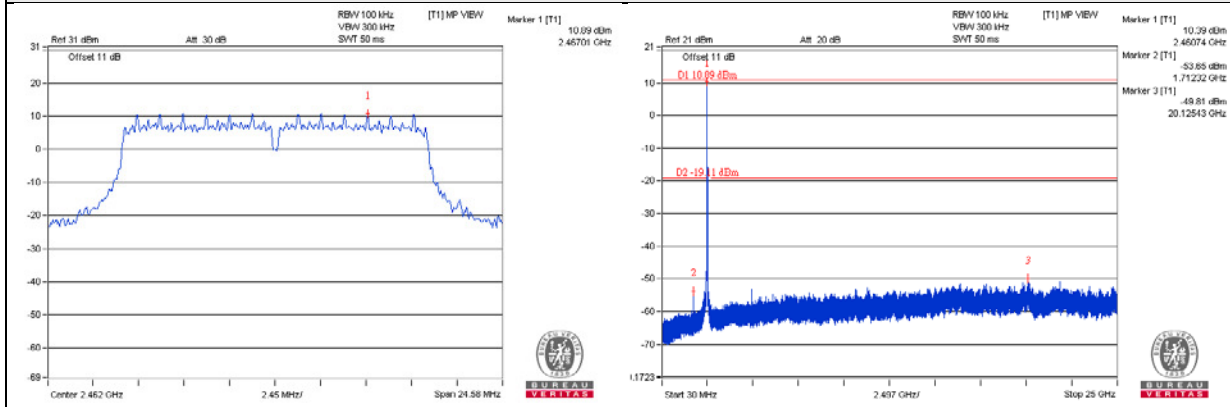 RBW 100 kHz
VBW 300 kHz
SWT 50 ms
[T1] MP VIEW
Marker 1 [T1]
10.89 dBm
2.46701 GHz
Ref 31 dBm
Att 30 dB
Offset 11 dB
31
20
10
0
-10
-20
-30
-40
-50
-60
-69
1
Center 2.462 GHz
2.45 MHz/
Span 24.58 MHz
BUREAU
VERITAS
RBW 100 kHz
VBW 300 kHz
SWT 50 ms
[T1] MP VIEW
Marker 1 [T1]
10.39 dBm
2.46074 GHz
Marker 2 [T1]
-53.65 dBm
1.71232 GHz
Marker 3 [T1]
-49.81 dBm
20.12543 GHz
Ref 21 dBm
Att 20 dB
Offset 11 dB
21
10
0
-10
-20
-30
-40
-50
-60
-70
1.1723
1
D1 10.89 dBm
D2 -19.11 dBm
2
3
Start 30 MHz
2.497 GHz/
Stop 25 GHz
BUREAU
VERITAS